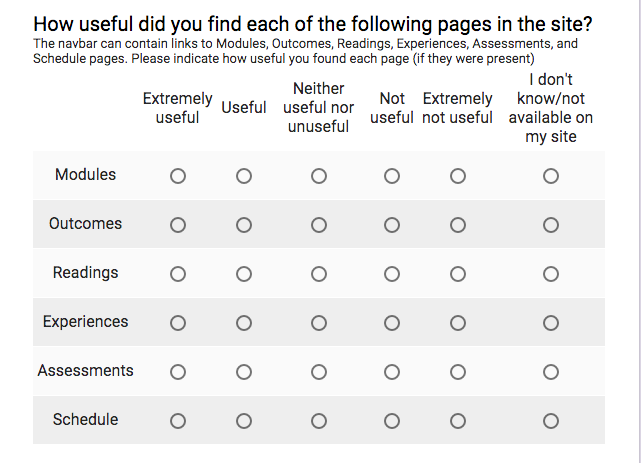 How useful did you find each of the following pages in the site?
The navbar can contain links to Modules, Outcomes, Readings, Experiences, Assessments, and
Schedule pages. Please indicate how useful you found each page (if they were present)
Extremely useful
Useful
Neither useful nor unuseful
Not useful
Extremely not useful
I don't know/not available on my site
Modules
Outcomes
Readings
Experiences
Assessments
Schedule